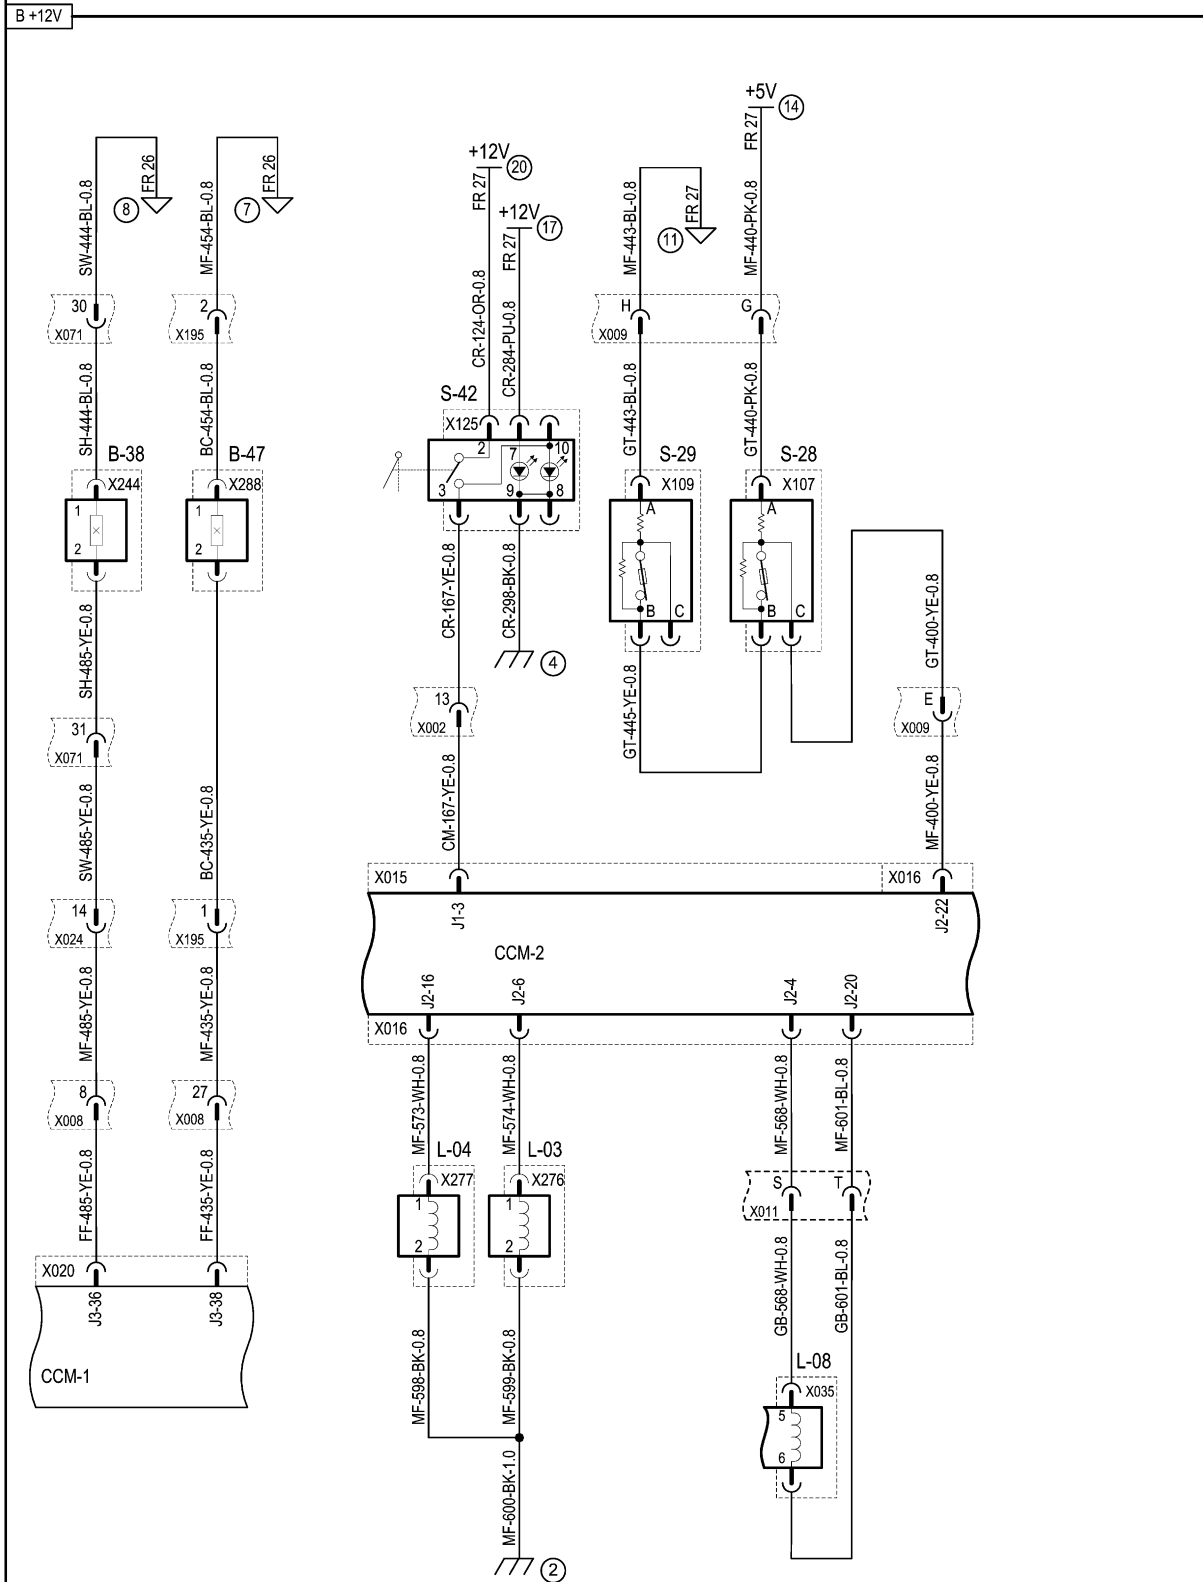 B +12V
+5V
14
FR 27
+12V
20
FR 27
+12V
17
FR 27
FR 26
8
FR 26
7
FR 27
11
SW-444-BL-0.8
MF-454-BL-0.8
MF-443-BL-0.8
MF-440-PK-0.8
CR-124-OR-0.8
CR-284-PU-0.8
30
X071
2
X195
H
G
X009
SH-444-BL-0.8
BC-454-BL-0.8
GT-443-BL-0.8
GT-440-PK-0.8
S-42
X125
B-38
X244
B-47
X288
S-29
X109
S-28
X107
2
7
10
3
9
8
1
2
1
2
A
B
C
A
B
C
SH-485-YE-0.8
CR-167-YE-0.8
CR-298-BK-0.8
4
GT-445-YE-0.8
GT-400-YE-0.8
31
X071
13
X002
E
X009
SW-485-YE-0.8
BC-435-YE-0.8
CM-167-YE-0.8
MF-400-YE-0.8
X015
X016
J1-3
J2-22
14
X024
1
X195
CCM-2
MF-485-YE-0.8
MF-435-YE-0.8
J2-16
J2-6
J2-4
J2-20
X016
8
X008
27
X008
MF-573-WH-0.8
MF-574-WH-0.8
MF-568-WH-0.8
MF-601-BL-0.8
L-04
X277
L-03
X276
S
T
X011
FF-485-YE-0.8
FF-435-YE-0.8
1
2
1
2
GB-568-WH-0.8
GB-601-BL-0.8
X020
J3-36
J3-38
CCM-1
MF-598-BK-0.8
MF-599-BK-0.8
L-08
X035
5
6
MF-600-BK-1.0
2